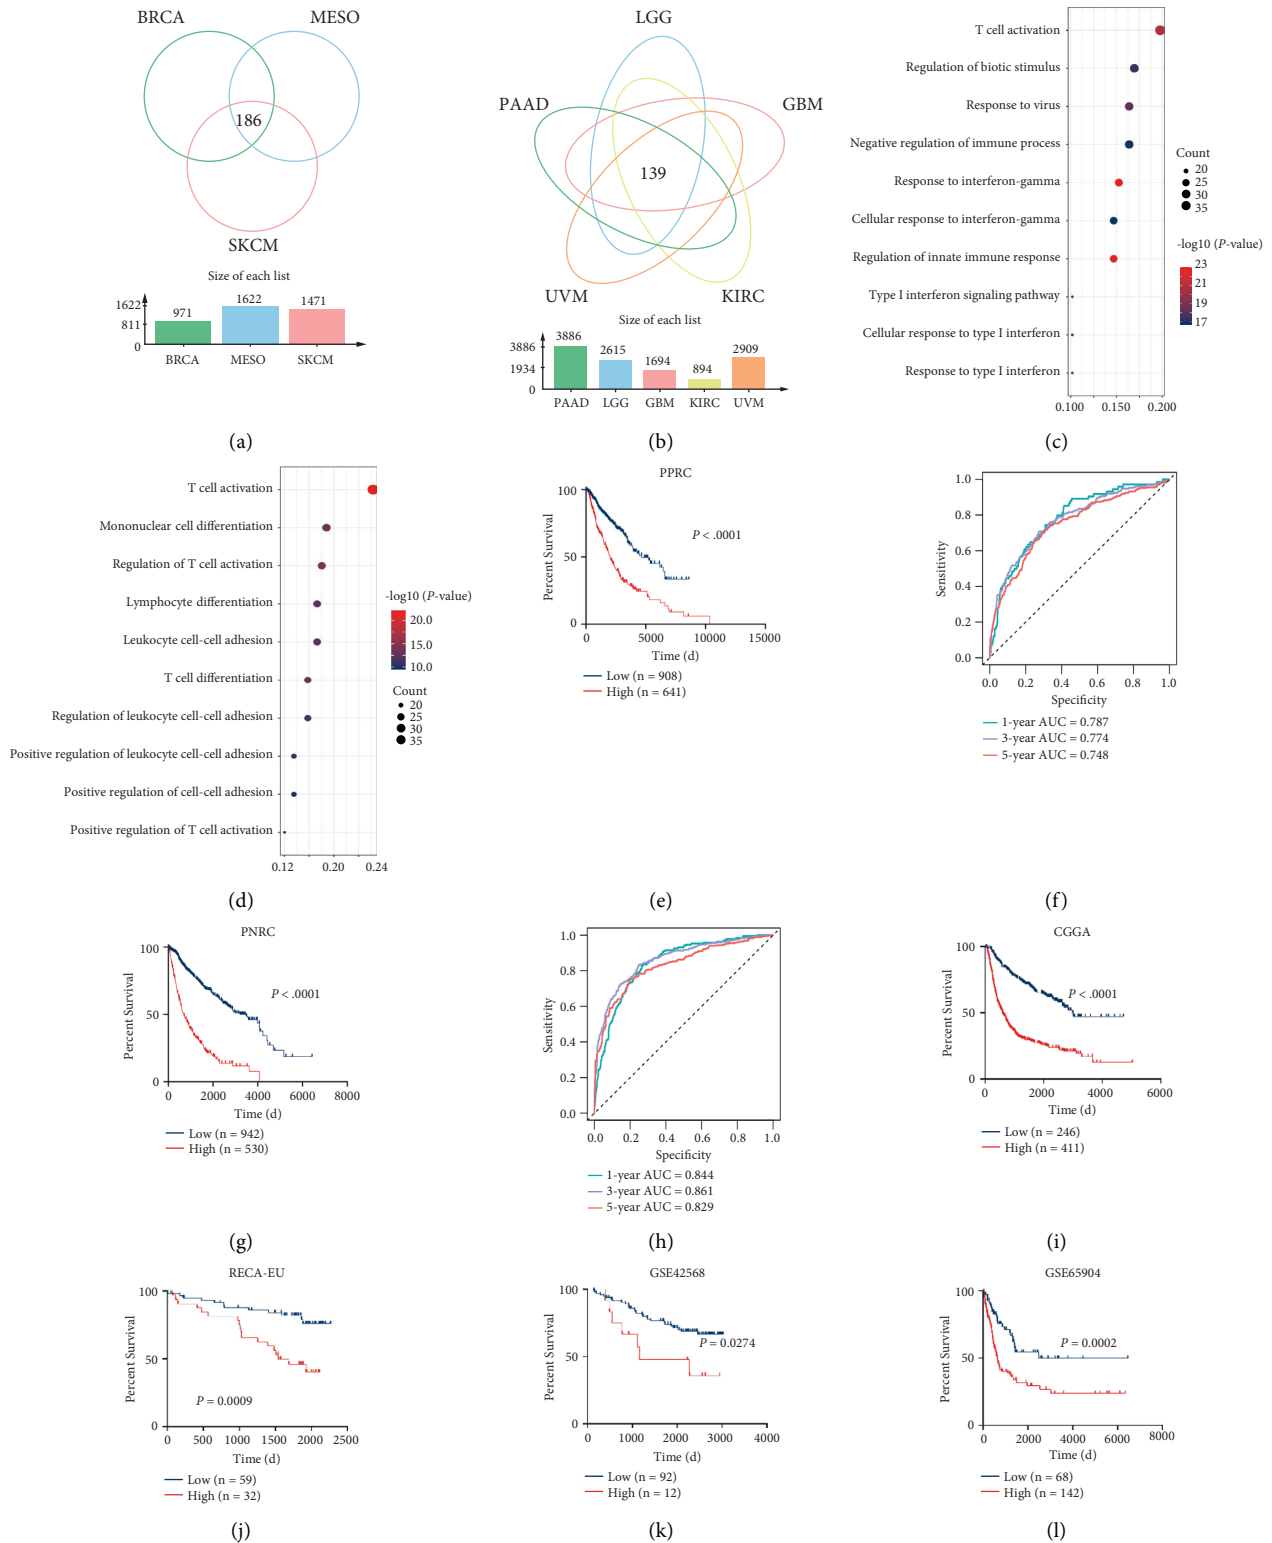 BRCA
MESO
186
SKCM
Size of each list
1622
811
0
971
1622
1471
BRCA
MESO
SKCM
(a)
LGG
PAAD
GBM
139
UVM
KIRC
Size of each list
3886
1934
0
3886
2615
1694
894
2909
PAAD
LGG
GBM
KIRC
UVM
(b)
T cell activation
Regulation of biotic stimulus
Response to virus
Negative regulation of immune process
Response to interferon-gamma
Cellular response to interferon-gamma
Regulation of innate immune response
Type I interferon signaling pathway
Cellular response to type I interferon
Response to type I interferon
0.100 0.150 0.200
Count
20
25
30
35
-log10 (P-value)
23
21
19
17
(c)
T cell activation
Mononuclear cell differentiation
Regulation of T cell activation
Lymphocyte differentiation
Leukocyte cell-cell adhesion
T cell differentiation
Regulation of leukocyte cell-cell adhesion
Positive regulation of leukocyte cell-cell adhesion
Positive regulation of cell-cell adhesion
Positive regulation of T cell activation
0.12 0.20 0.24
-log10 (P-value)
20.0
15.0
10.0
Count
20
25
30
35
(d)
PPRC
Percent Survival
100
50
0
P < .0001
0 5000 10000 15000
Time (d)
Low (n = 908)
High (n = 641)
(e)
Sensitivity
1.0
0.8
0.6
0.4
0.2
0.0
0.0 0.2 0.4 0.6 0.8 1.0
Specificity
1-year AUC = 0.787
3-year AUC = 0.774
5-year AUC = 0.748
(f)
PNRC
Percent Survival
100
50
0
P < .0001
0 2000 4000 6000 8000
Time (d)
Low (n = 942)
High (n = 530)
(g)
Sensitivity
1.0
0.8
0.6
0.4
0.2
0.0
0.0 0.2 0.4 0.6 0.8 1.0
Specificity
1-year AUC = 0.844
3-year AUC = 0.861
5-year AUC = 0.829
(h)
CGGA
Percent Survival
100
50
0
P < .0001
0 2000 4000 6000
Time (d)
Low (n = 246)
High (n = 411)
(i)
RECA-EU
Percent Survival
100
50
0
P = 0.0009
0 500 1000 1500 2000 2500
Time (d)
Low (n = 59)
High (n = 32)
(j)
GSE42568
Percent Survival
100
50
0
P = 0.0274
0 1000 2000 3000 4000
Time (d)
Low (n = 92)
High (n = 12)
(k)
GSE65904
Percent Survival
100
50
0
P = 0.0002
0 2000 4000 6000 8000
Time (d)
Low (n = 68)
High (n = 142)
(l)